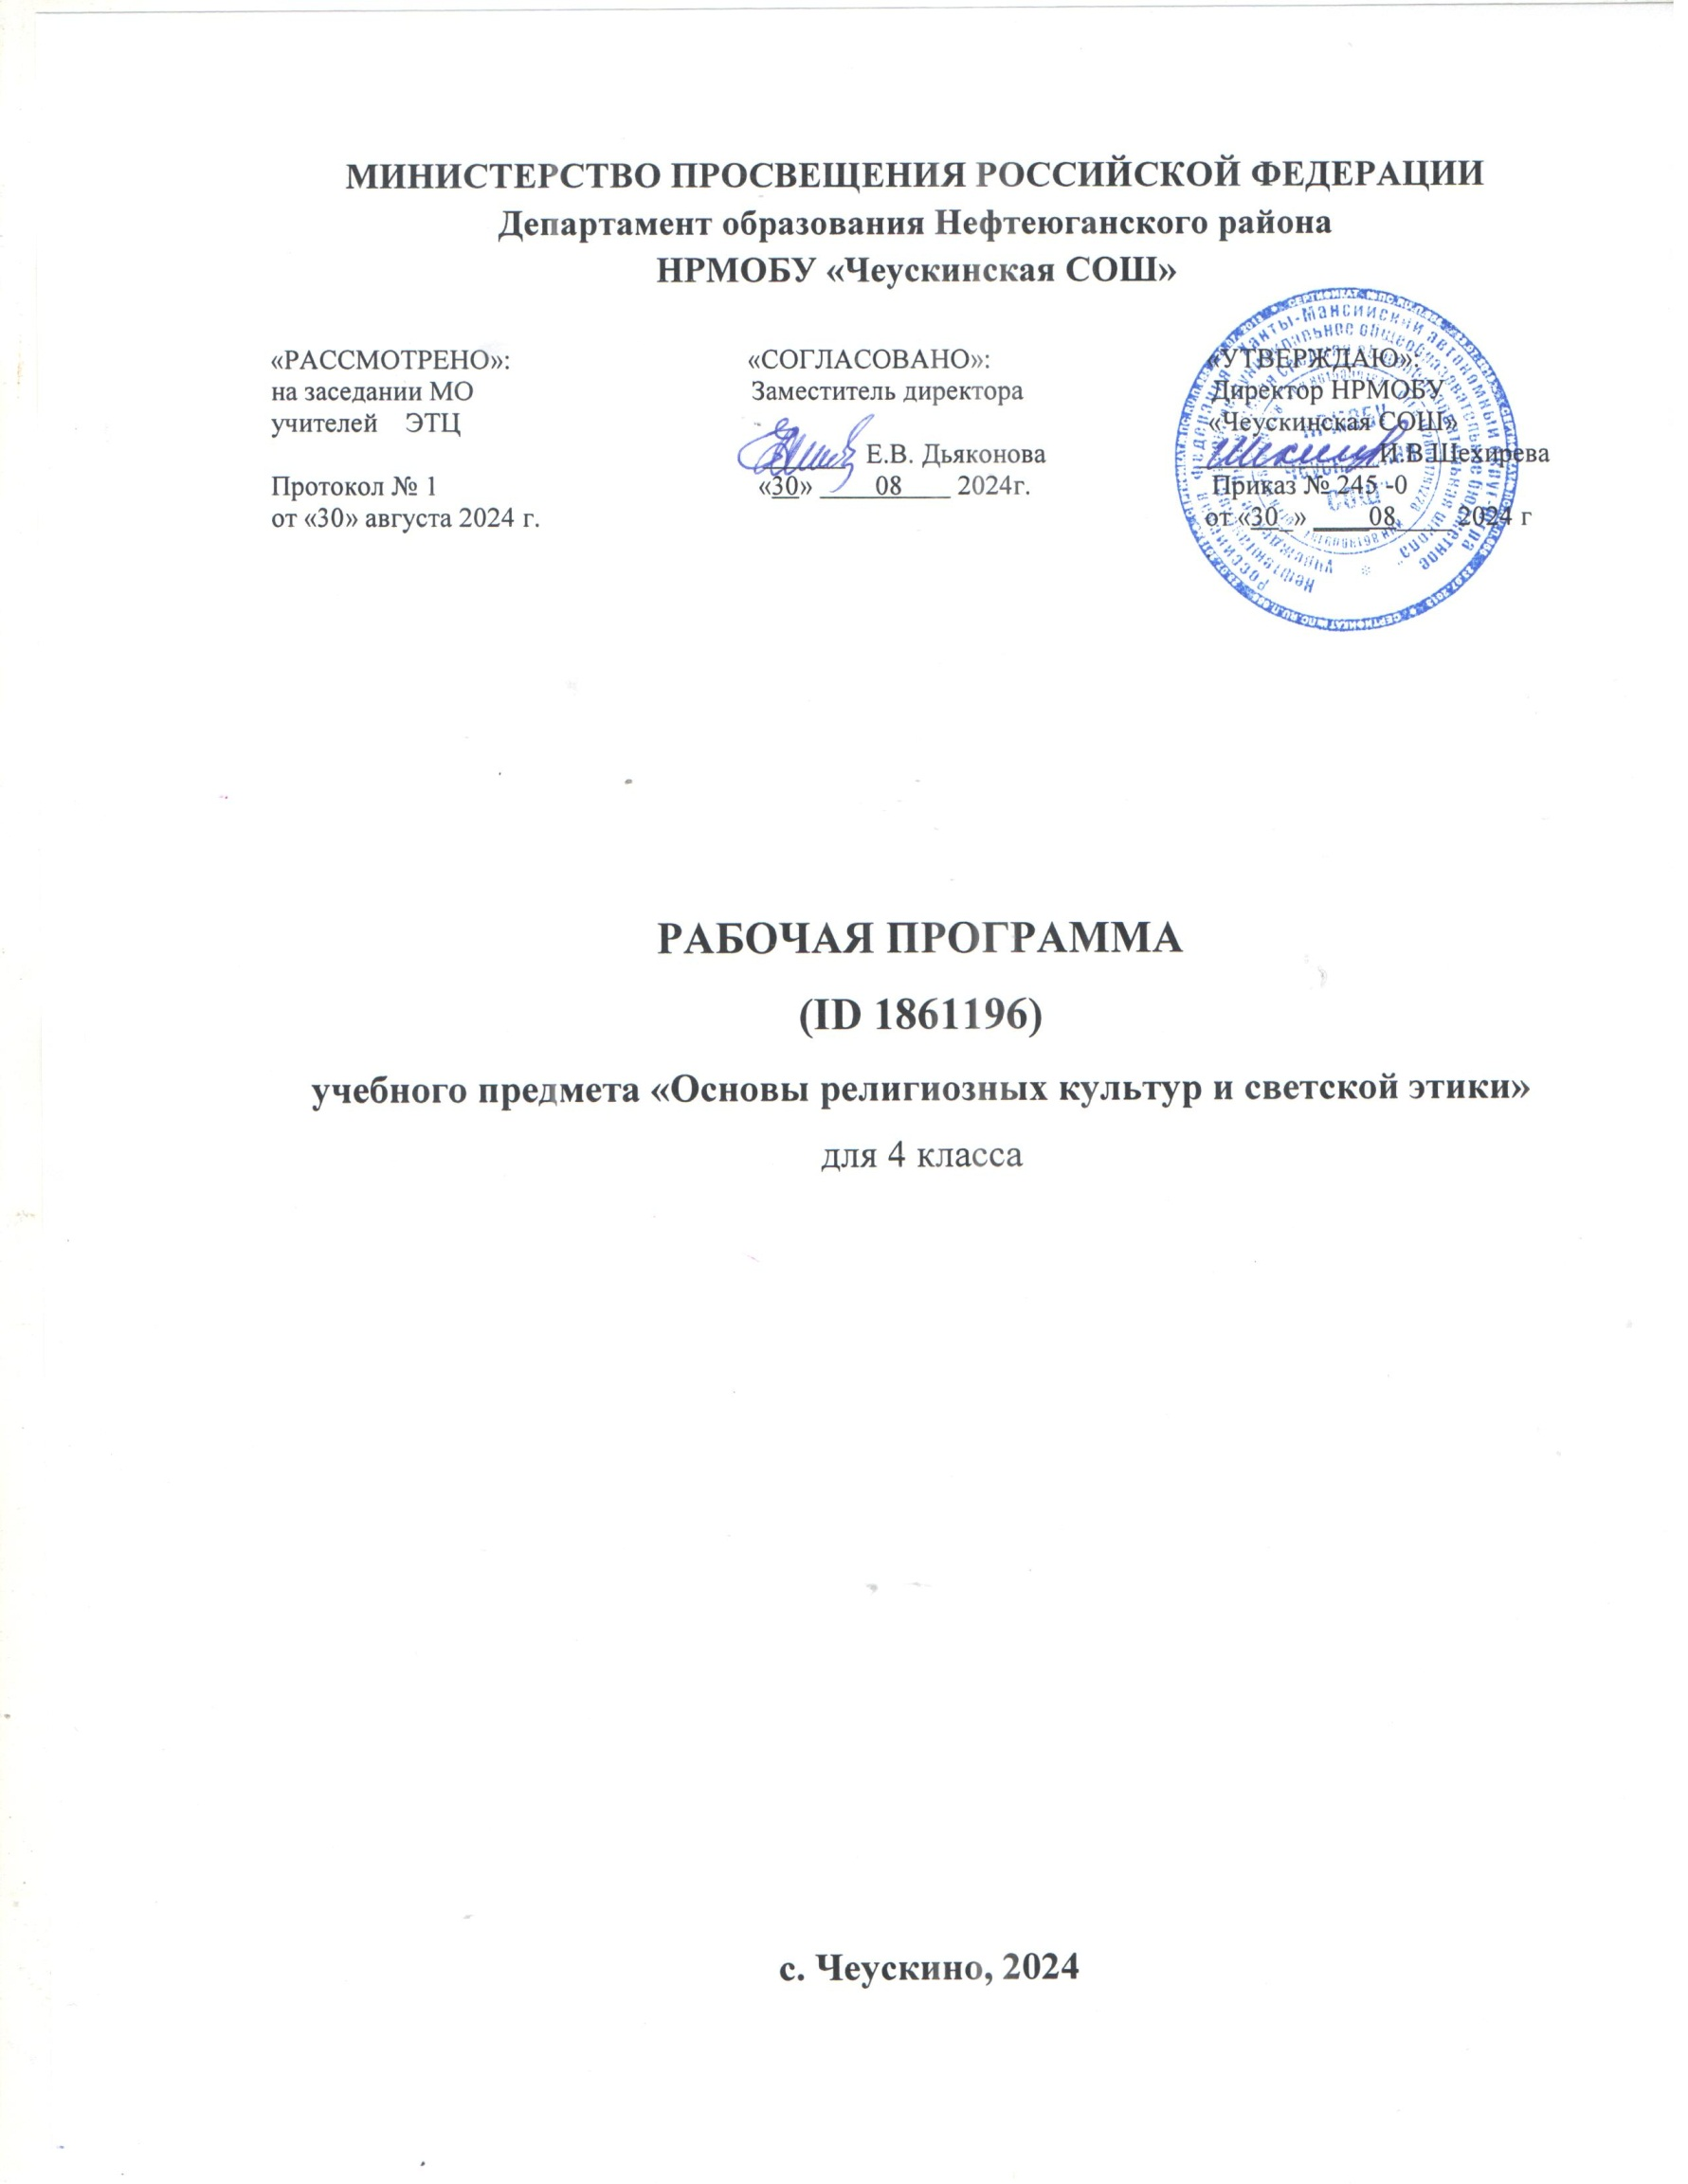 МИНИСТЕРСТВО ПРОСВЕЩЕНИЯ РОССИЙСКОЙ ФЕДЕРАЦИИ
Департамент образования Нефтеюганского района
НРМОБУ «Чеускинская СОШ»
«РАССМОТРЕНО»:
на заседании МО
учителей ЭТЦ
Протокол № 1
от «30» августа 2024 г.
«СОГЛАСОВАНО»:
Заместитель директора
Е.В. Дьяконова
«30» 08 2024г.
«УТВЕРЖДАЮ»:
Директор НРМОБУ
«Чеускинская СОШ»
И.В.Щехирева
Приказ № 245 -0
от «30 » 08 2024 г
РАБОЧАЯ ПРОГРАММА
(ID 1861196)
учебного предмета «Основы религиозных культур и светской этики»
для 4 класса
с. Чеускино, 2024